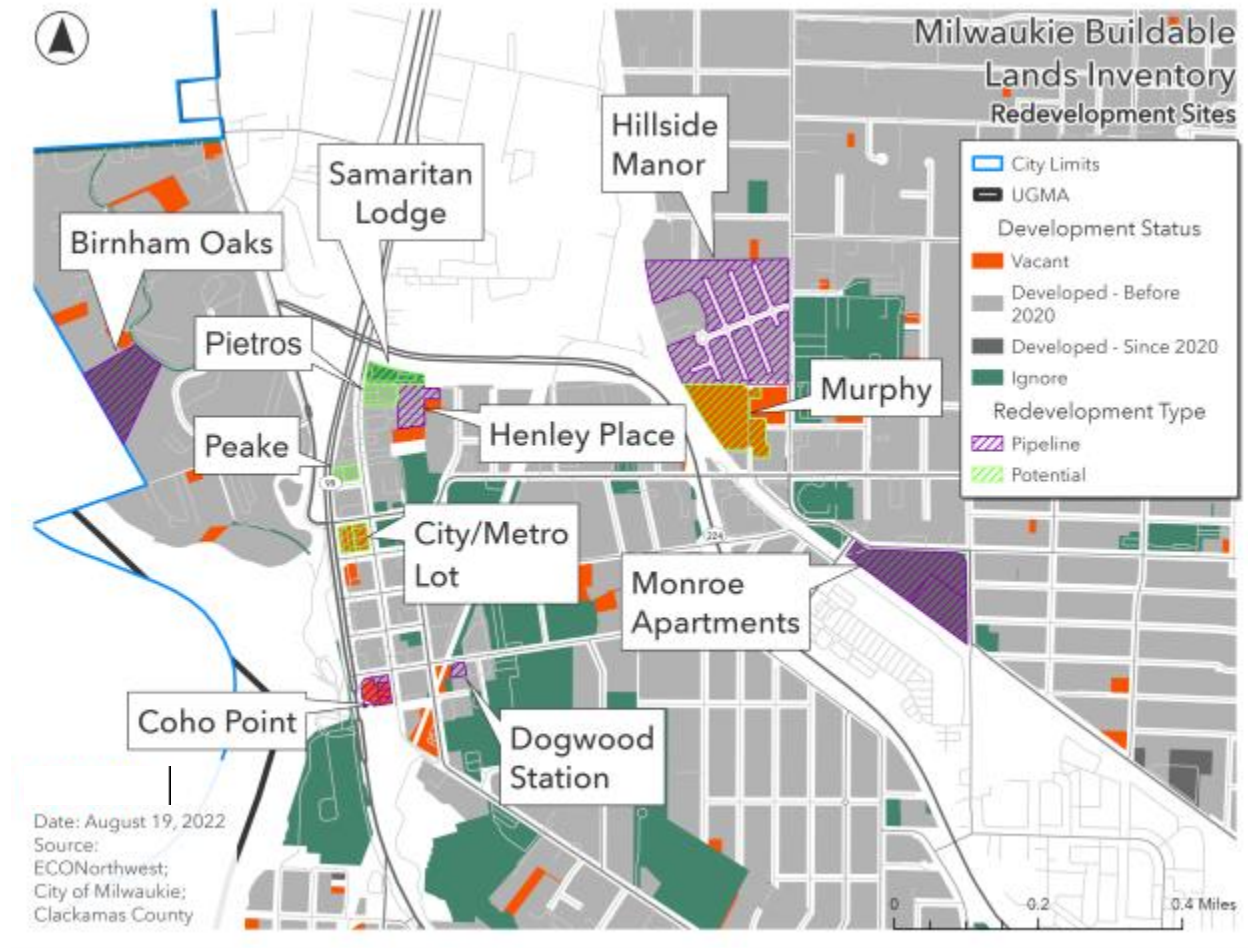 Milwaukie Buildable
Lands Inventory
Redevelopment Sites
City Limits
UGMA
Development Status
Vacant
Developed - Before
2020
Developed - Since 2020
Ignore
Redevelopment Type
Pipeline
Potential
Hillside
Manor
Samaritan
Lodge
Birnham Oaks
Pietros
Murphy
Henley Place
Peake
99
City/Metro
Lot
224
Monroe
Apartments
Coho Point
Dogwood
Station
Date: August 19, 2022
Source:
ECONorthwest;
City of Milwaukie;
Clackamas County
0 0.2 0.4 Miles